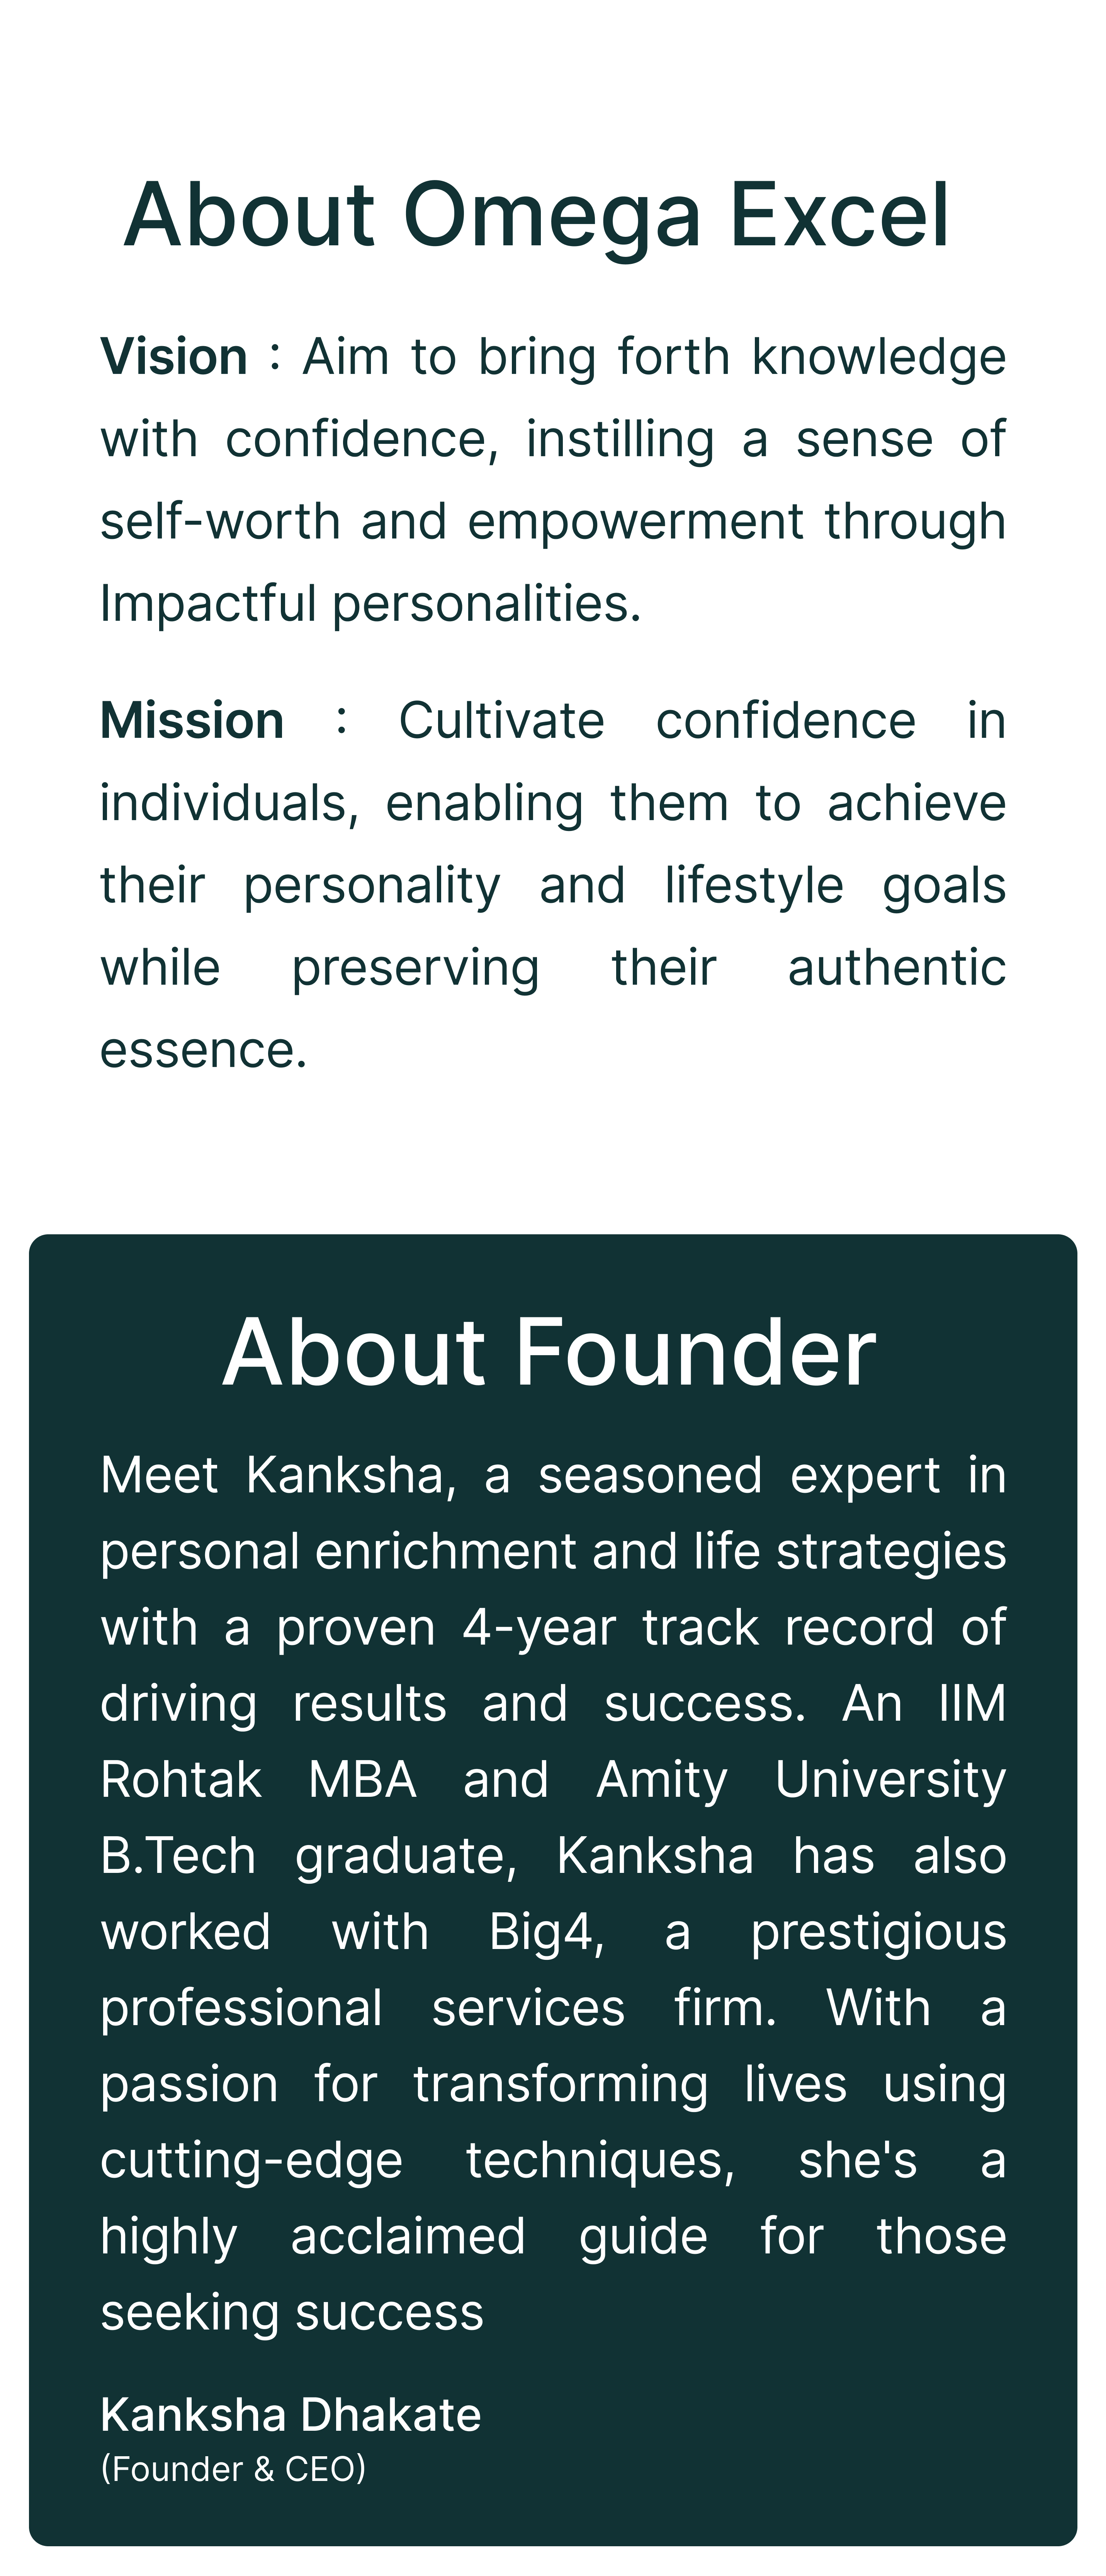 About Omega Excel
Vision : Aim to bring forth knowledge
with confidence, instilling a sense of
self-worth and empowerment through
Impactful personalities.
Mission : Cultivate confidence in
individuals, enabling them to achieve
their personality and lifestyle goals
while preserving their authentic
essence.
About Founder
Meet Kanksha, a seasoned expert in
personal enrichment and life strategies
with a proven 4-year track record of
driving results and success. An IIM
Rohtak MBA and Amity University
B.Tech graduate, Kanksha has also
worked with Big4, a prestigious
professional services firm. With a
passion for transforming lives using
cutting-edge techniques, she's a
highly acclaimed guide for those
seeking success
Kanksha Dhakate
(Founder & CEO)